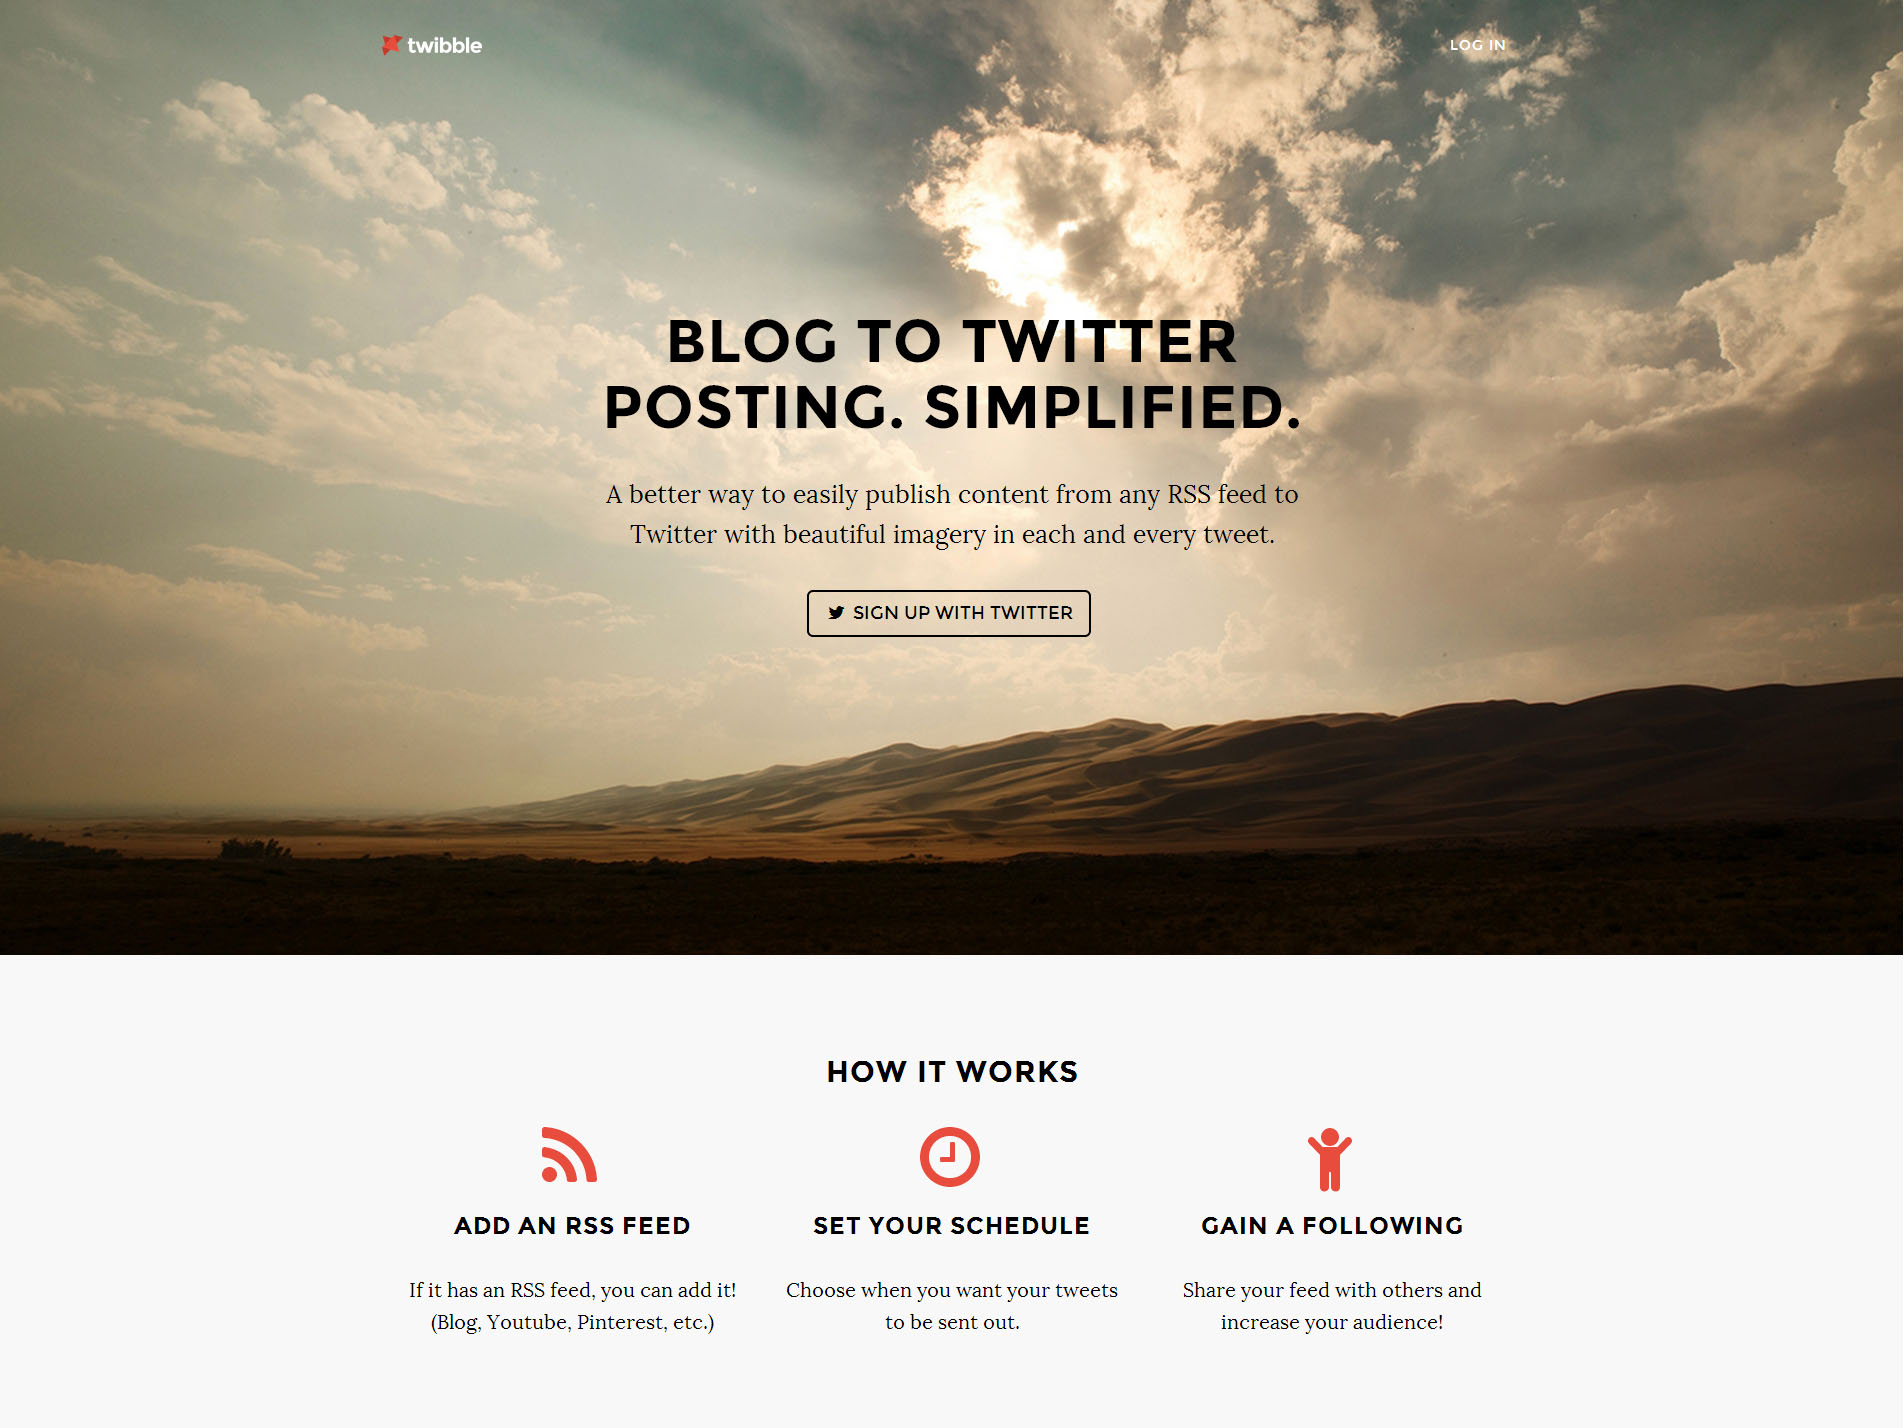 twibble
LOG IN
BLOG TO TWITTER
POSTING. SIMPLIFIED.
A better way to easily publish content from any RSS feed to
Twitter with beautiful imagery in each and every tweet.
SIGN UP WITH TWITTER
HOW IT WORKS
ADD AN RSS FEED
If it has an RSS feed, you can add it!
(Blog, Youtube, Pinterest, etc.)
SET YOUR SCHEDULE
Choose when you want your tweets
to be sent out.
GAIN A FOLLOWING
Share your feed with others and
increase your audience!